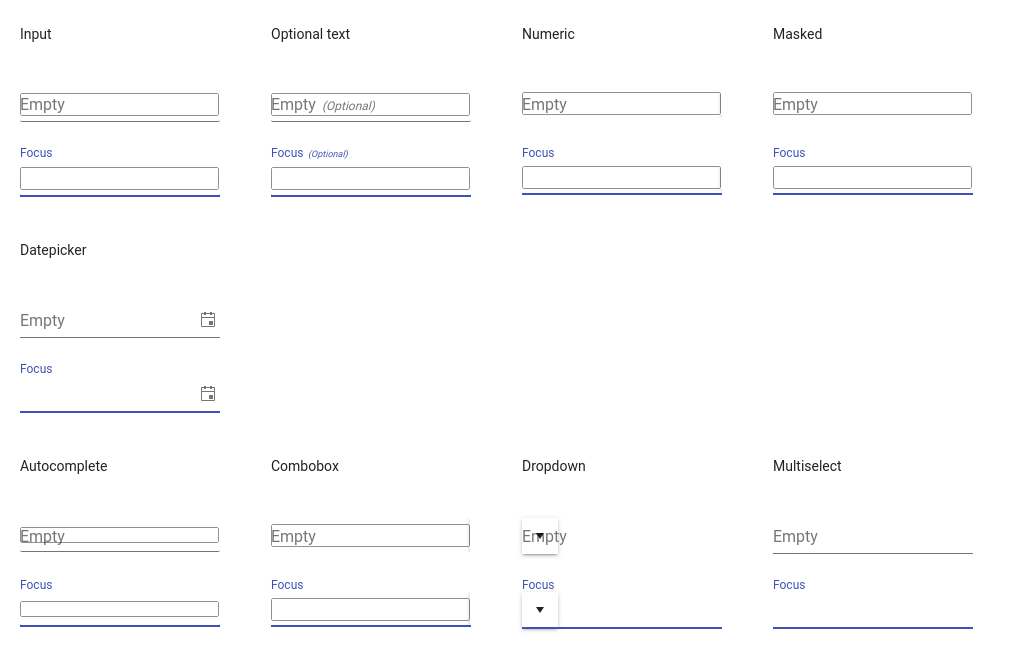 Input Optional text Numeric Masked
Empty Empty (Optional) Empty Empty
Focus Focus (Optional) Focus Focus
Datepicker
Empty
Focus
Autocomplete Combobox Dropdown Multiselect
Empty Empty Empty Empty
Focus Focus Focus Focus